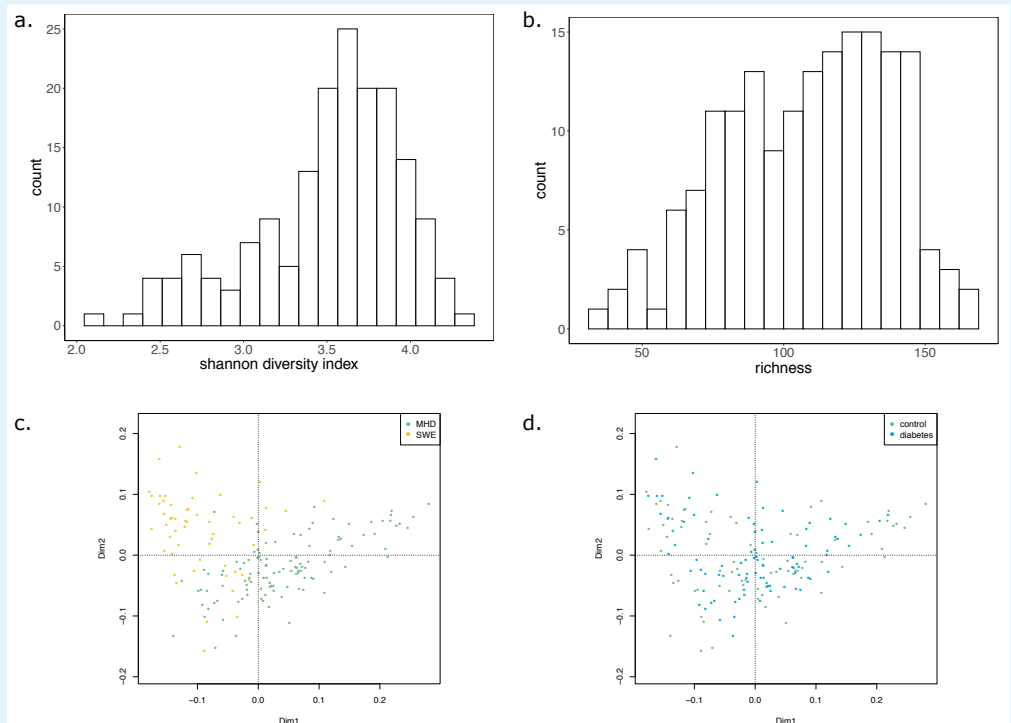 a.
count
25
20
15
10
5
0
2.0 2.5 3.0 3.5 4.0
shannon diversity index
b.
count
15
10
5
0
50 100 150
richness
c.
MHD
SWE
Dim2
0.2
0.1
0.0
−0.1
−0.2
−0.1 0.0 0.1 0.2
Dim1
d.
control
diabetes
Dim2
0.2
0.1
0.0
−0.1
−0.2
−0.1 0.0 0.1 0.2
Dim1